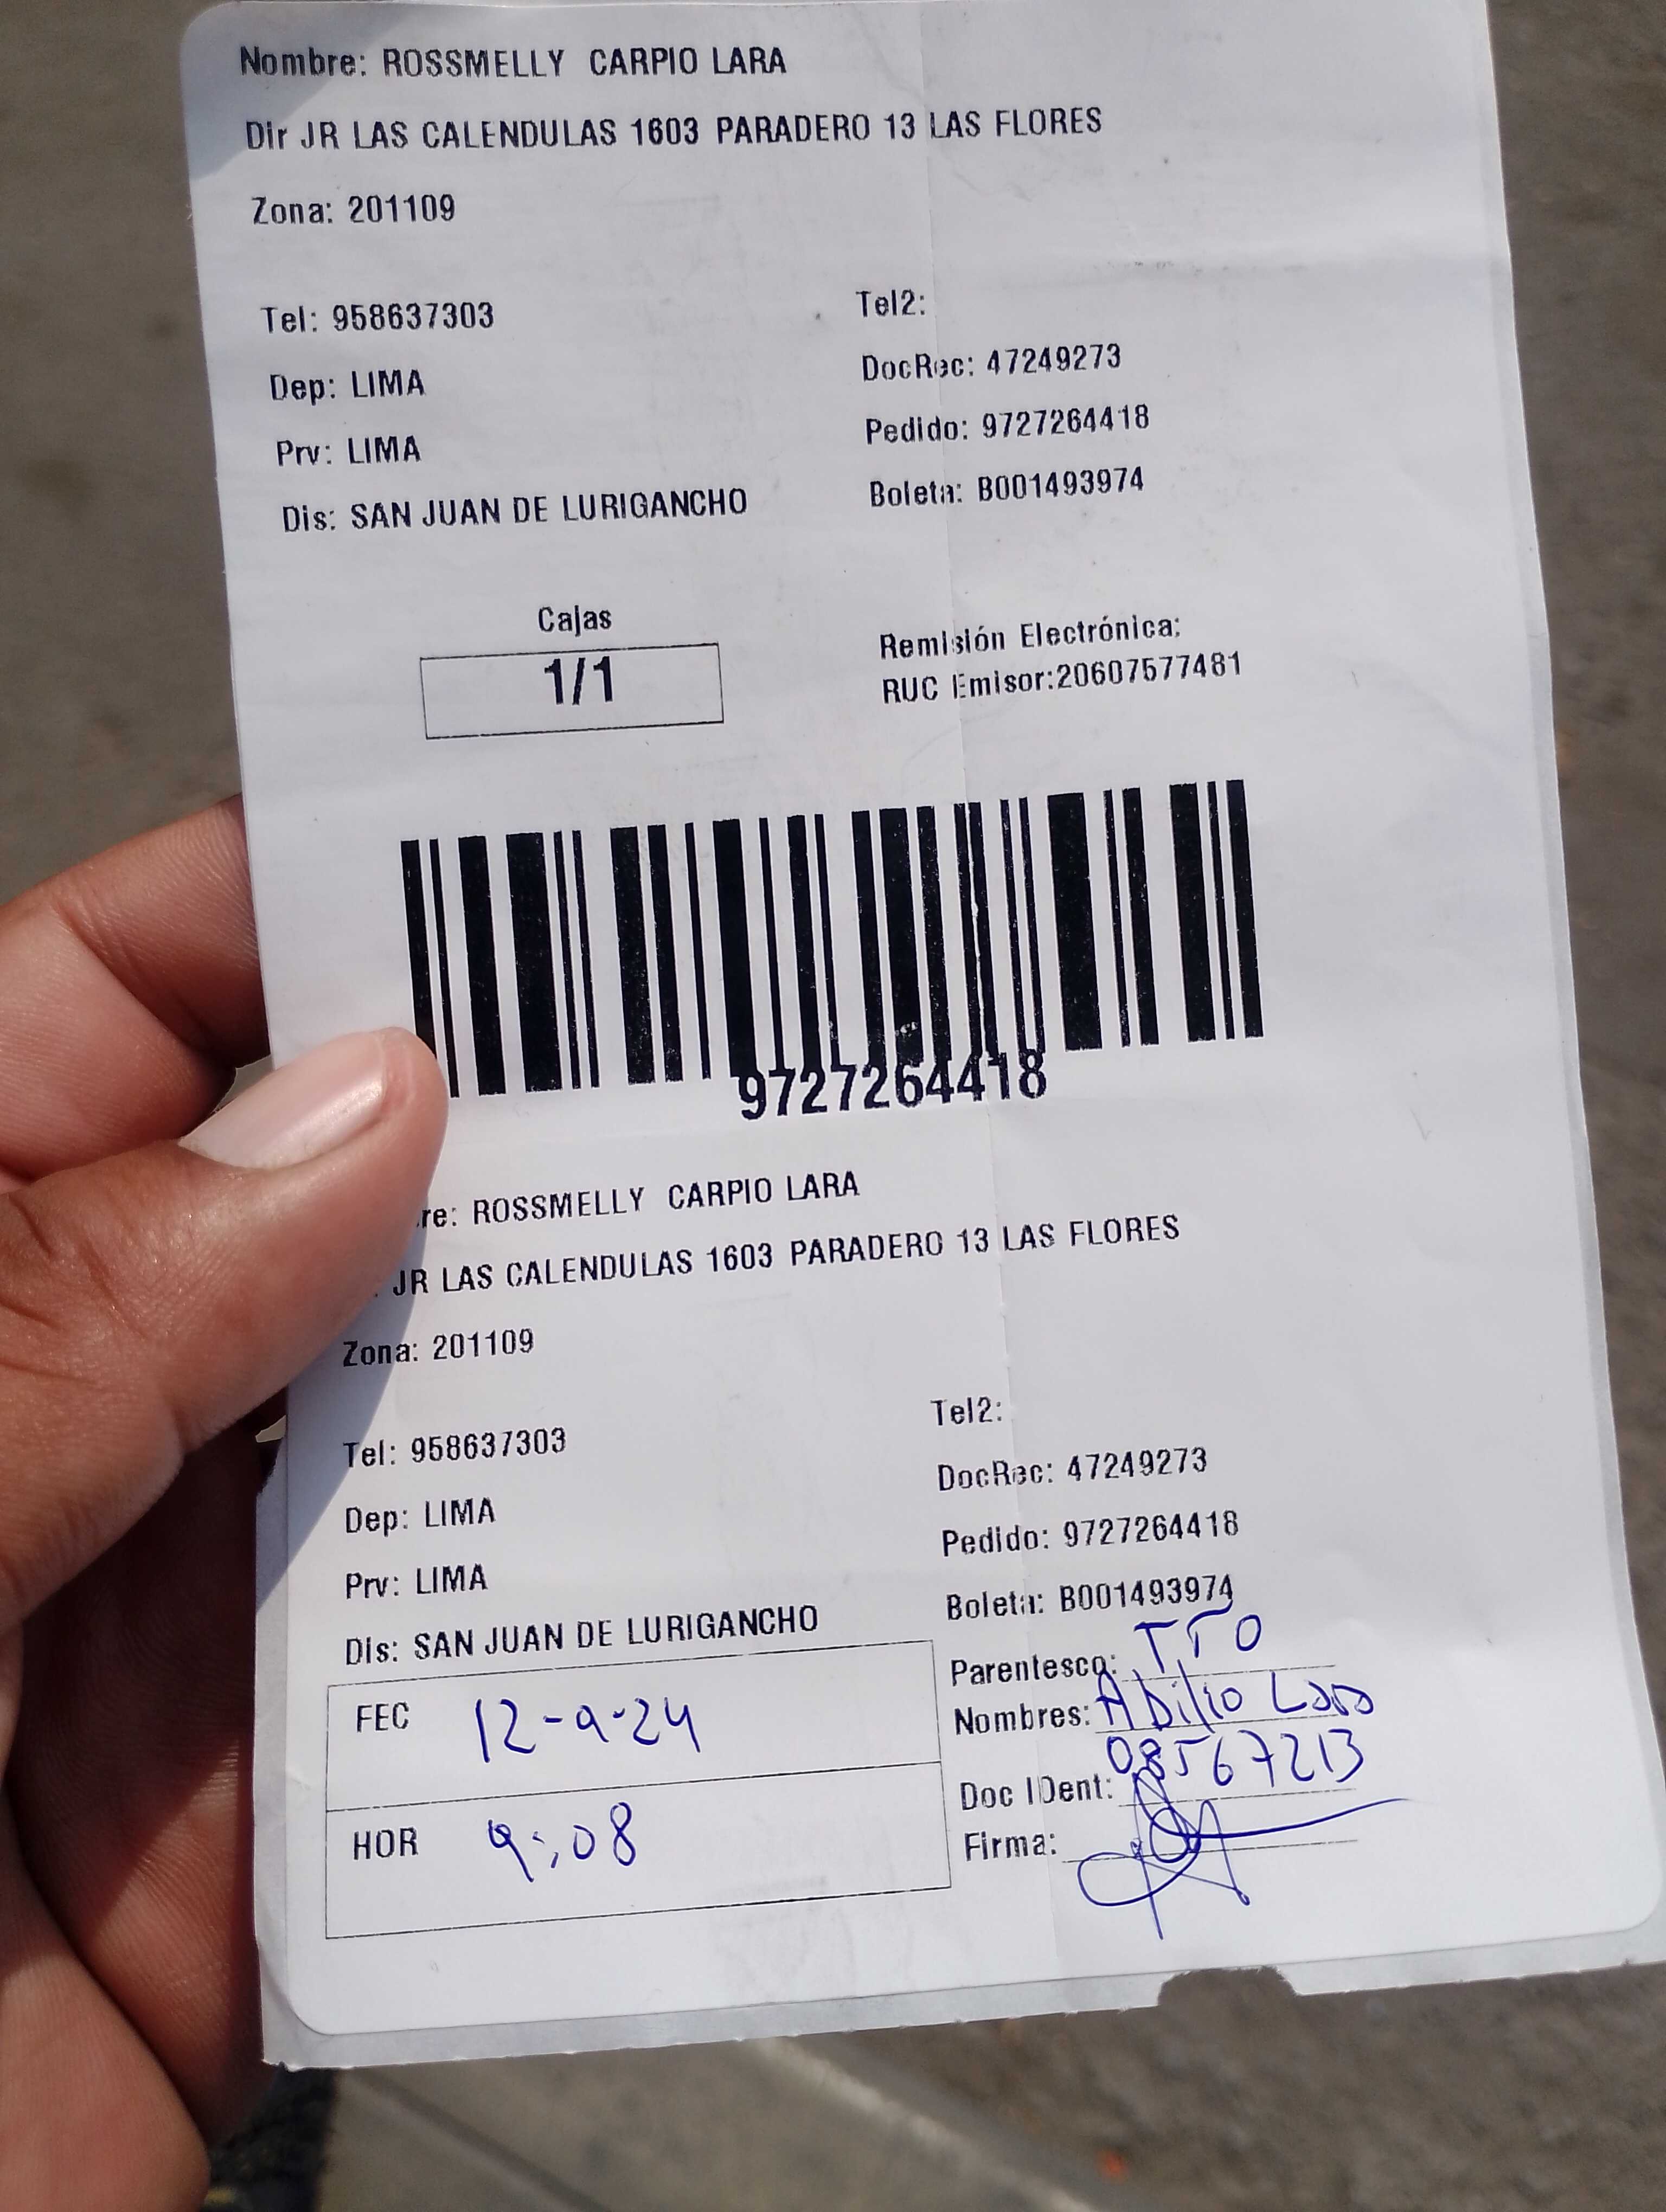 Nombre: ROSSMELLY CARPIO LARA
Dir JR LAS CALENDULAS 1603 PARADERO 13 LAS FLORES
Zona: 201109
Tel: 958637303
Tel2:
Dep: LIMA
DocRec: 47249273
Prv: LIMA
Pedido: 9727264418
Dis: SAN JUAN DE LURIGANCHO
Boleta: B001493974
Cajas
1/1
Remisión Electrónica:
RUC Emisor:20607577481
9727264418
re: ROSSMELLY CARPIO LARA
JR LAS CALENDULAS 1603 PARADERO 13 LAS FLORES
Zona: 201109
Tel: 958637303
Tel2:
Dep: LIMA
DocRec: 47249273
Prv: LIMA
Pedido: 9727264418
Dis: SAN JUAN DE LURIGANCHO
Boleta: B001493974
FEC 12-9-24
HOR 9:08
Parentesco: TIO
Nombres: Abilio Lara
Doc IDent: 08567213
Firma: